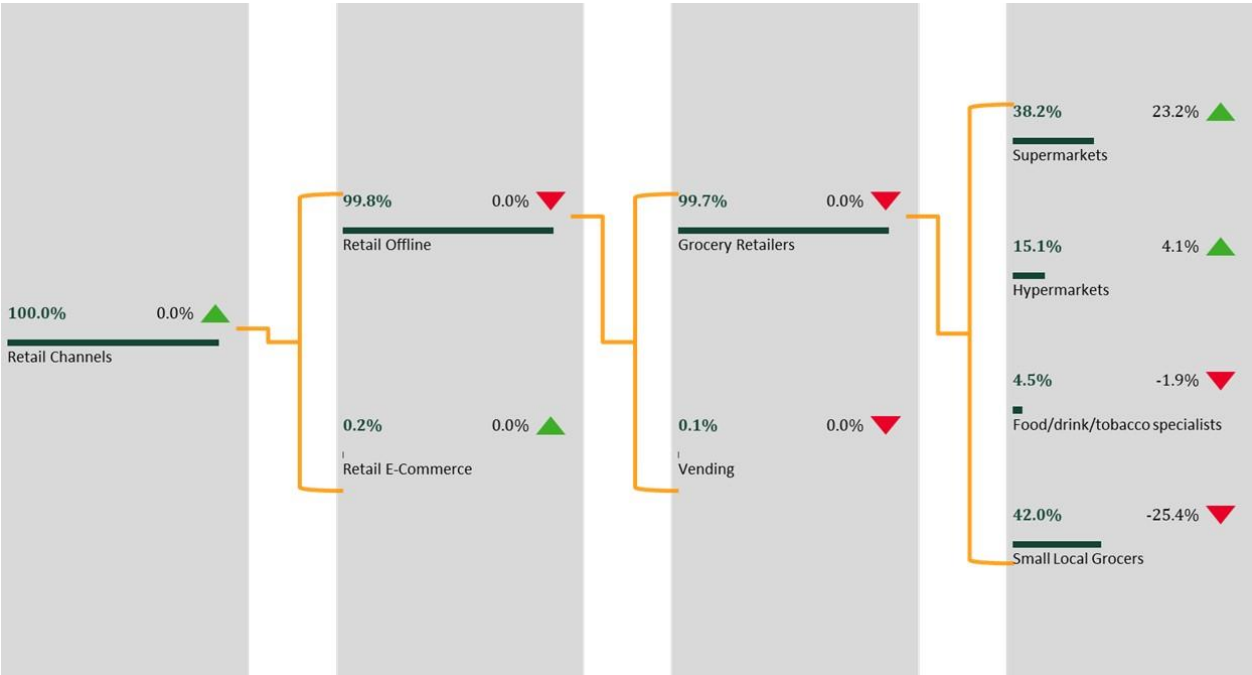 100.0% 0.0%
Retail Channels
99.8% 0.0%
Retail Offline
0.2% 0.0%
Retail E-Commerce
99.7% 0.0%
Grocery Retailers
0.1% 0.0%
Vending
38.2% 23.2%
Supermarkets
15.1% 4.1%
Hypermarkets
4.5% -1.9%
Food/drink/tobacco specialists
42.0% -25.4%
Small Local Grocers